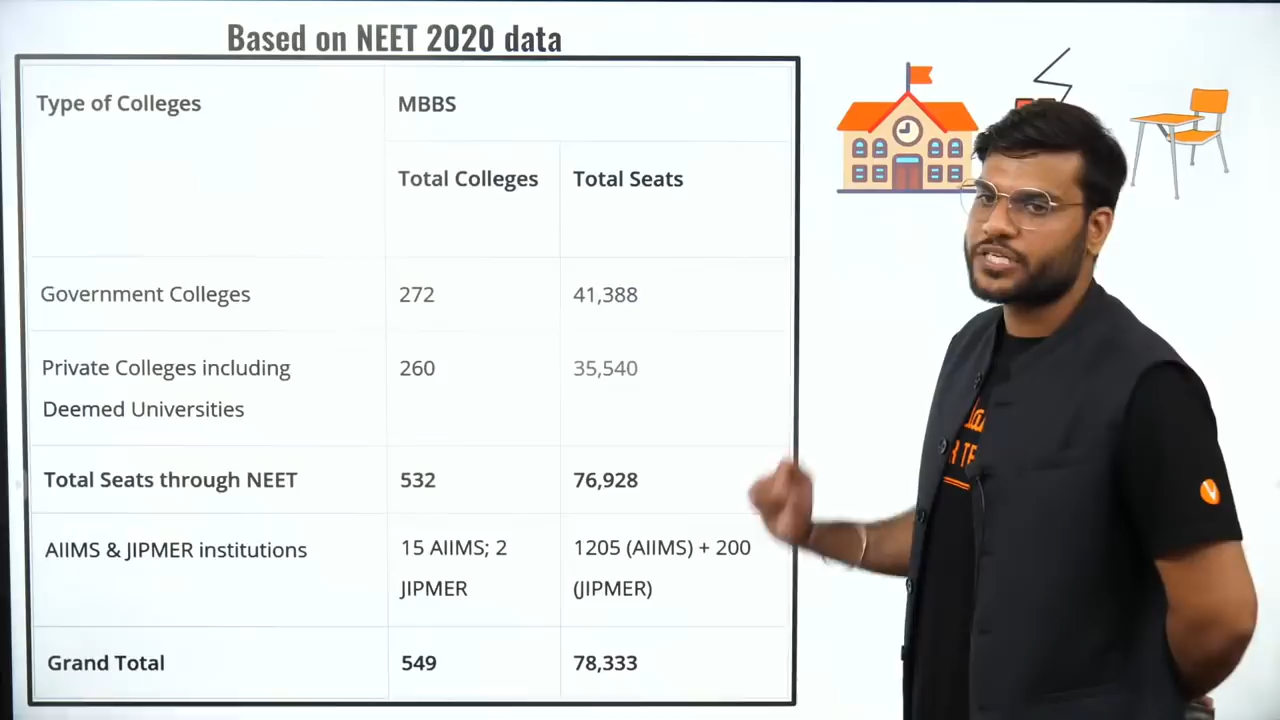 Based on NEET 2020 data
Type of Colleges
MBBS
Total Colleges
Total Seats
Government Colleges
272
41,388
Private Colleges including
Deemed Universities
260
35,540
Total Seats through NEET
532
76,928
AIIMS & JIPMER institutions
15 AIIMS; 2
JIPMER
1205 (AIIMS) + 200
(JIPMER)
Grand Total
549
78,333